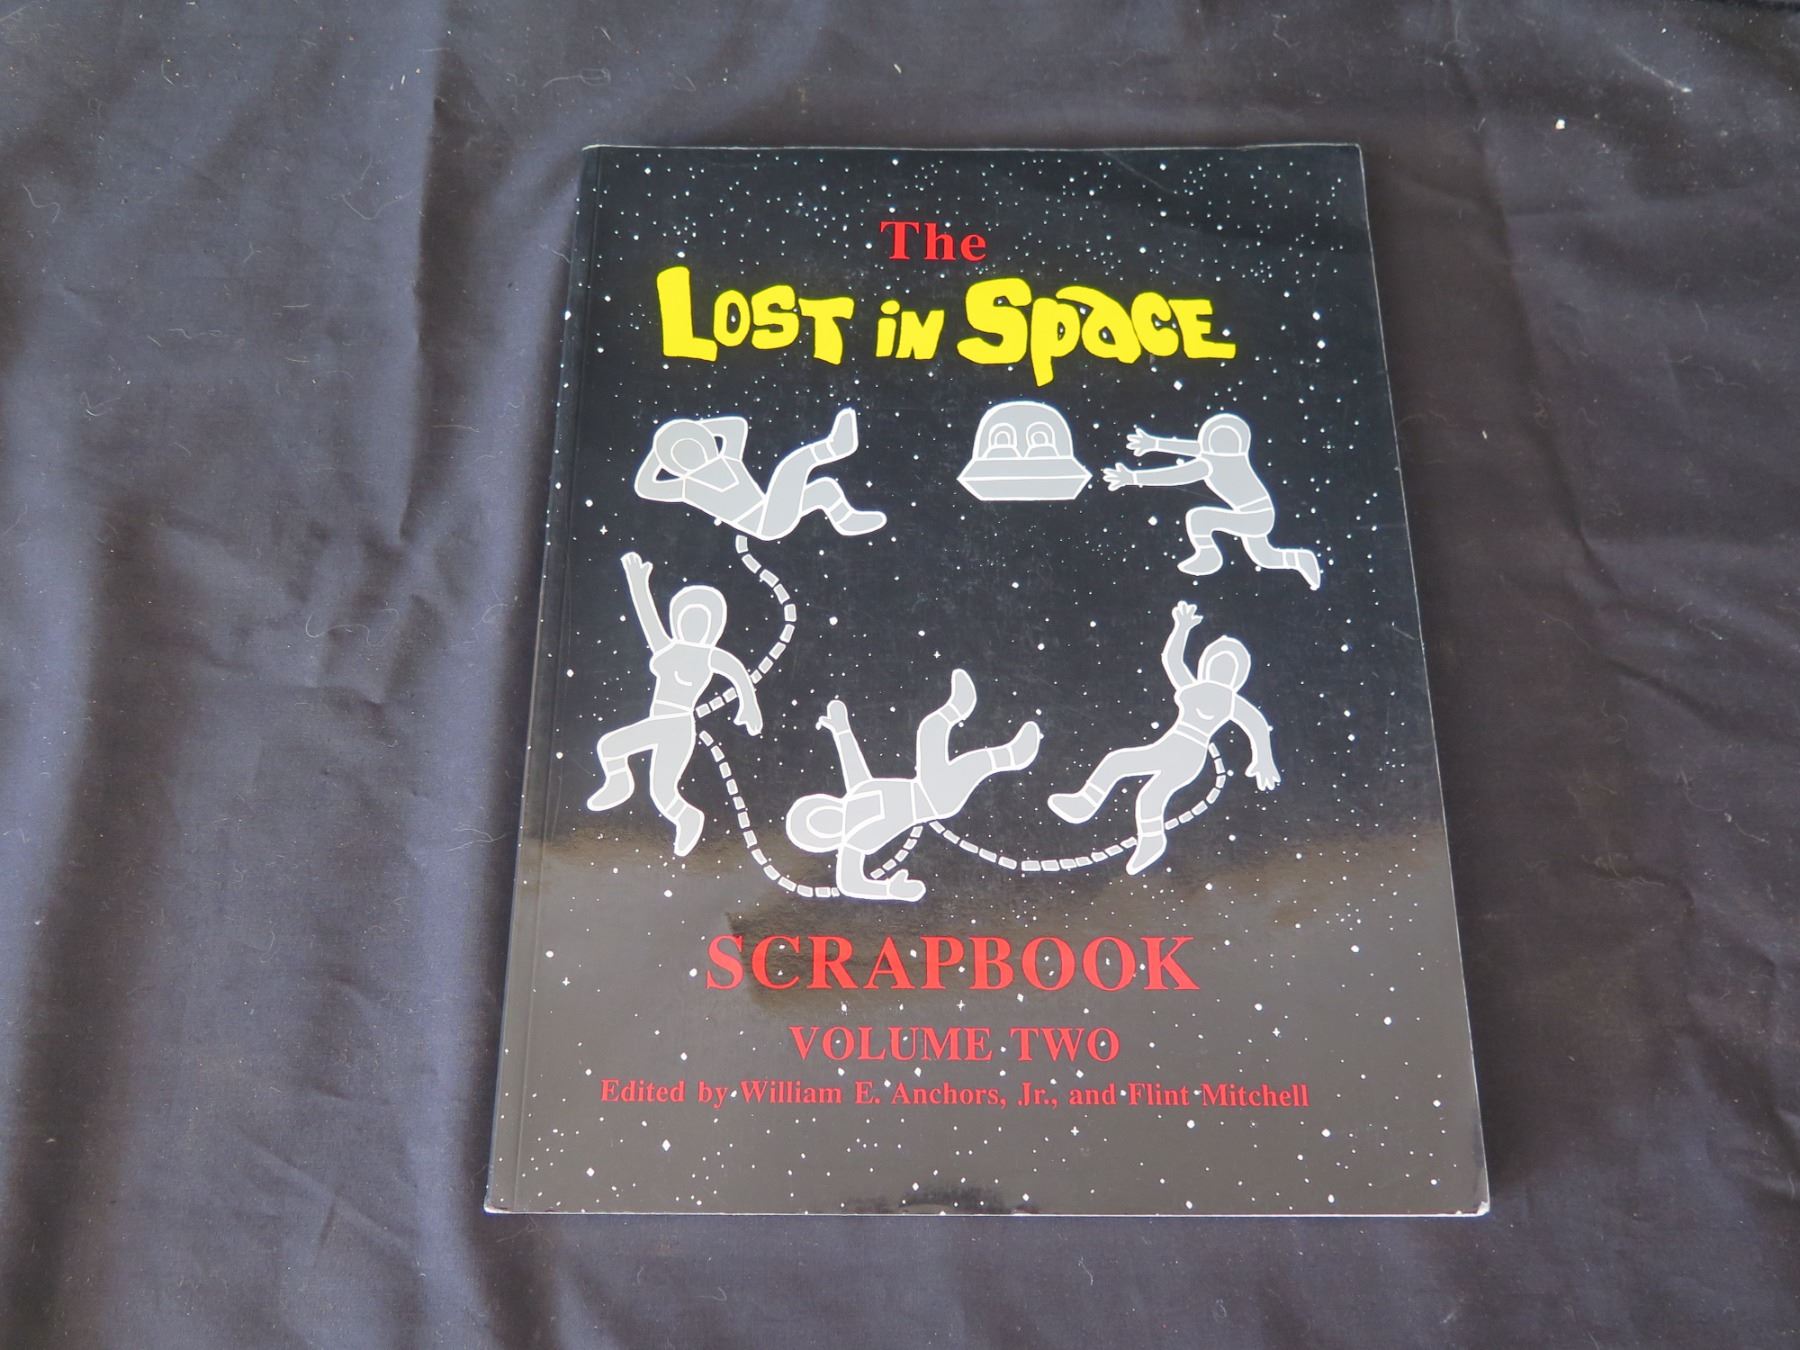 The
LOST iN SpaCE
SCRAPBOOK
VOLUME TWO
Edited by William E. Anchors, Jr., and Flint Mitchell